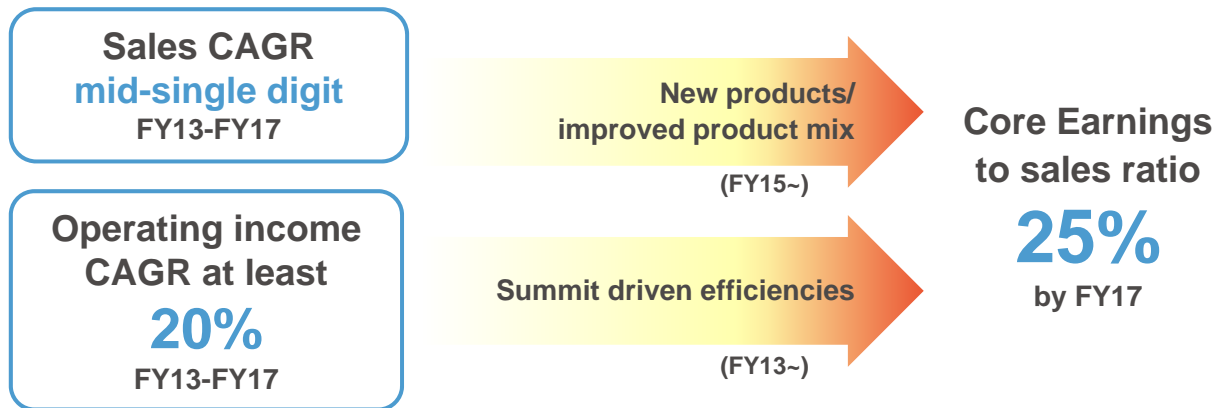 Sales CAGR
mid-single digit
FY13-FY17
Operating income
CAGR at least
20%
FY13-FY17
New products/
improved product mix
(FY15~)
Summit driven efficiencies
(FY13~)
Core Earnings
to sales ratio
25%
by FY17